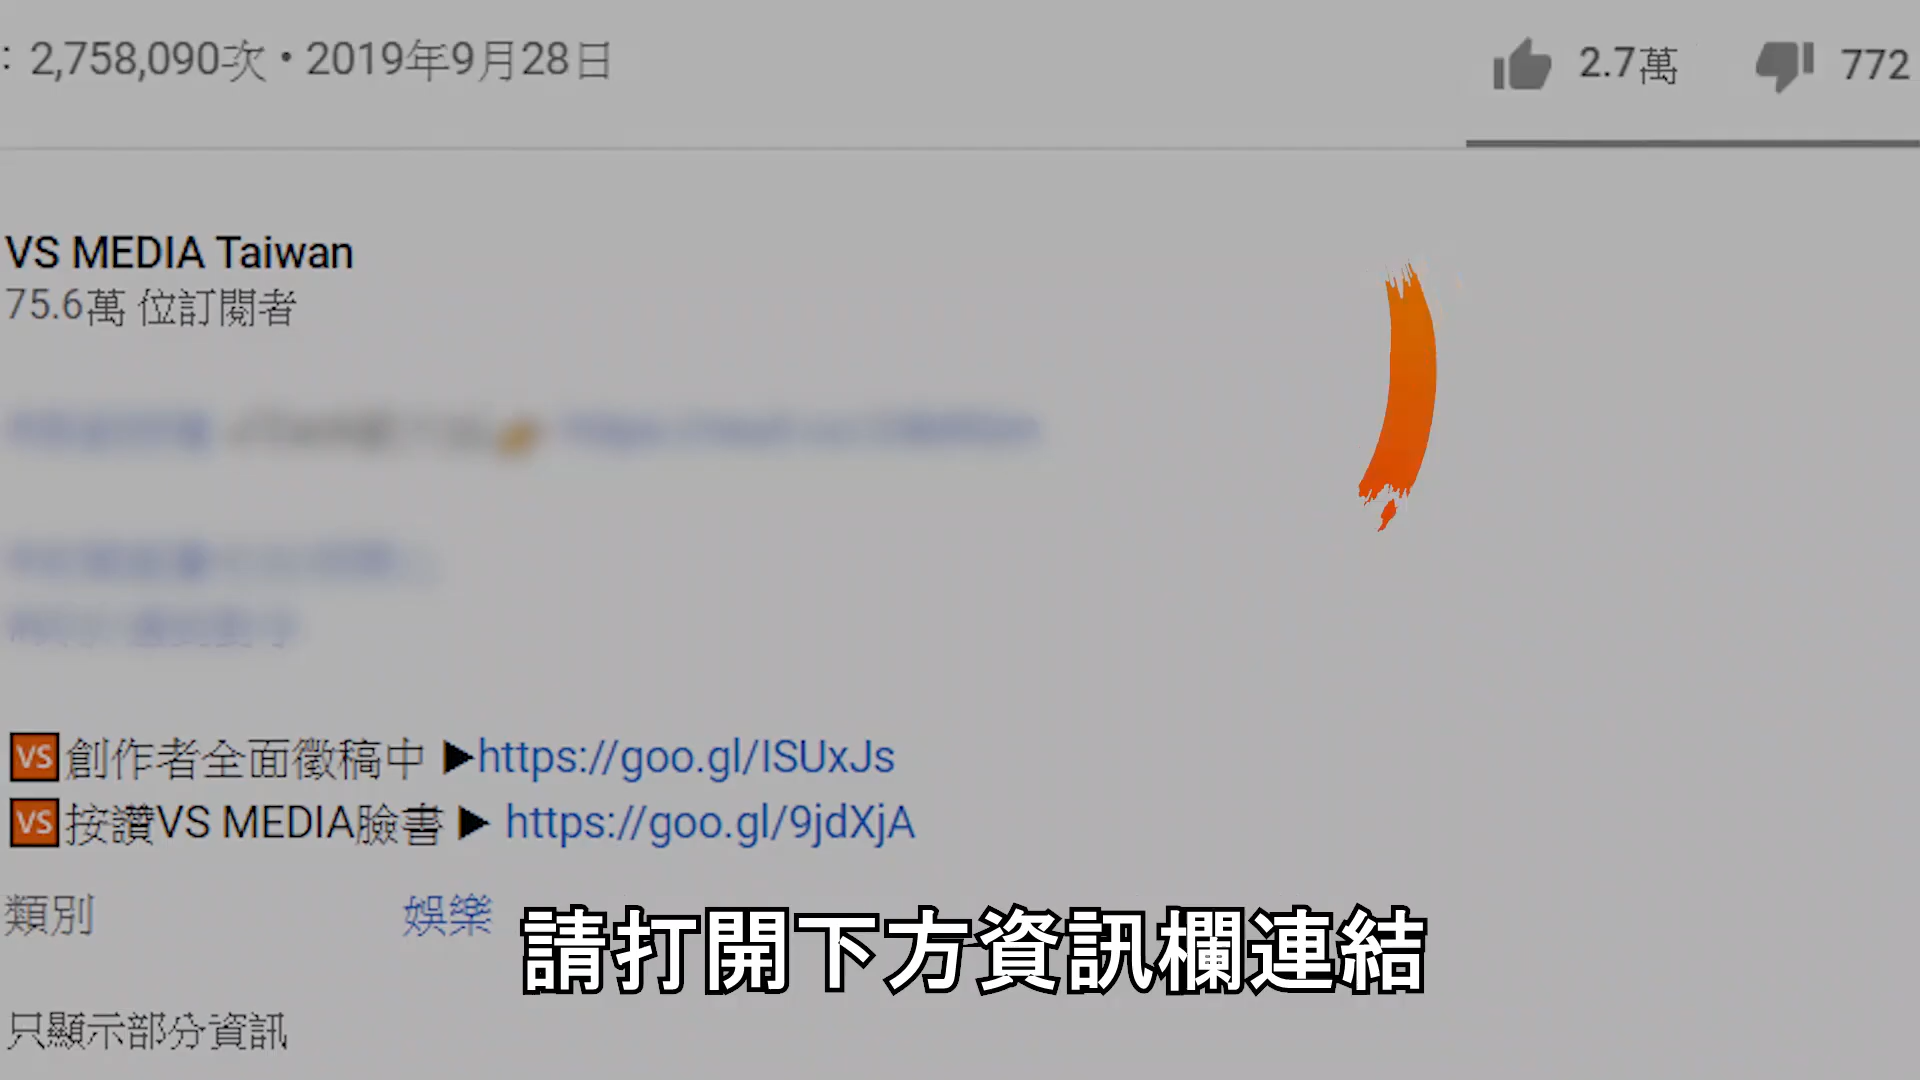 : 2,758,090次 • 2019年9月28日
2.7萬
772
VS MEDIA Taiwan
75.6萬 位訂閱者
VS創作者全面徵稿中 ▶https://goo.gl/ISUxJs
VS按讚VS MEDIA臉書 ▶ https://goo.gl/9jdXjA
類別 娛樂
請打開下方資訊欄連結
只顯示部分資訊